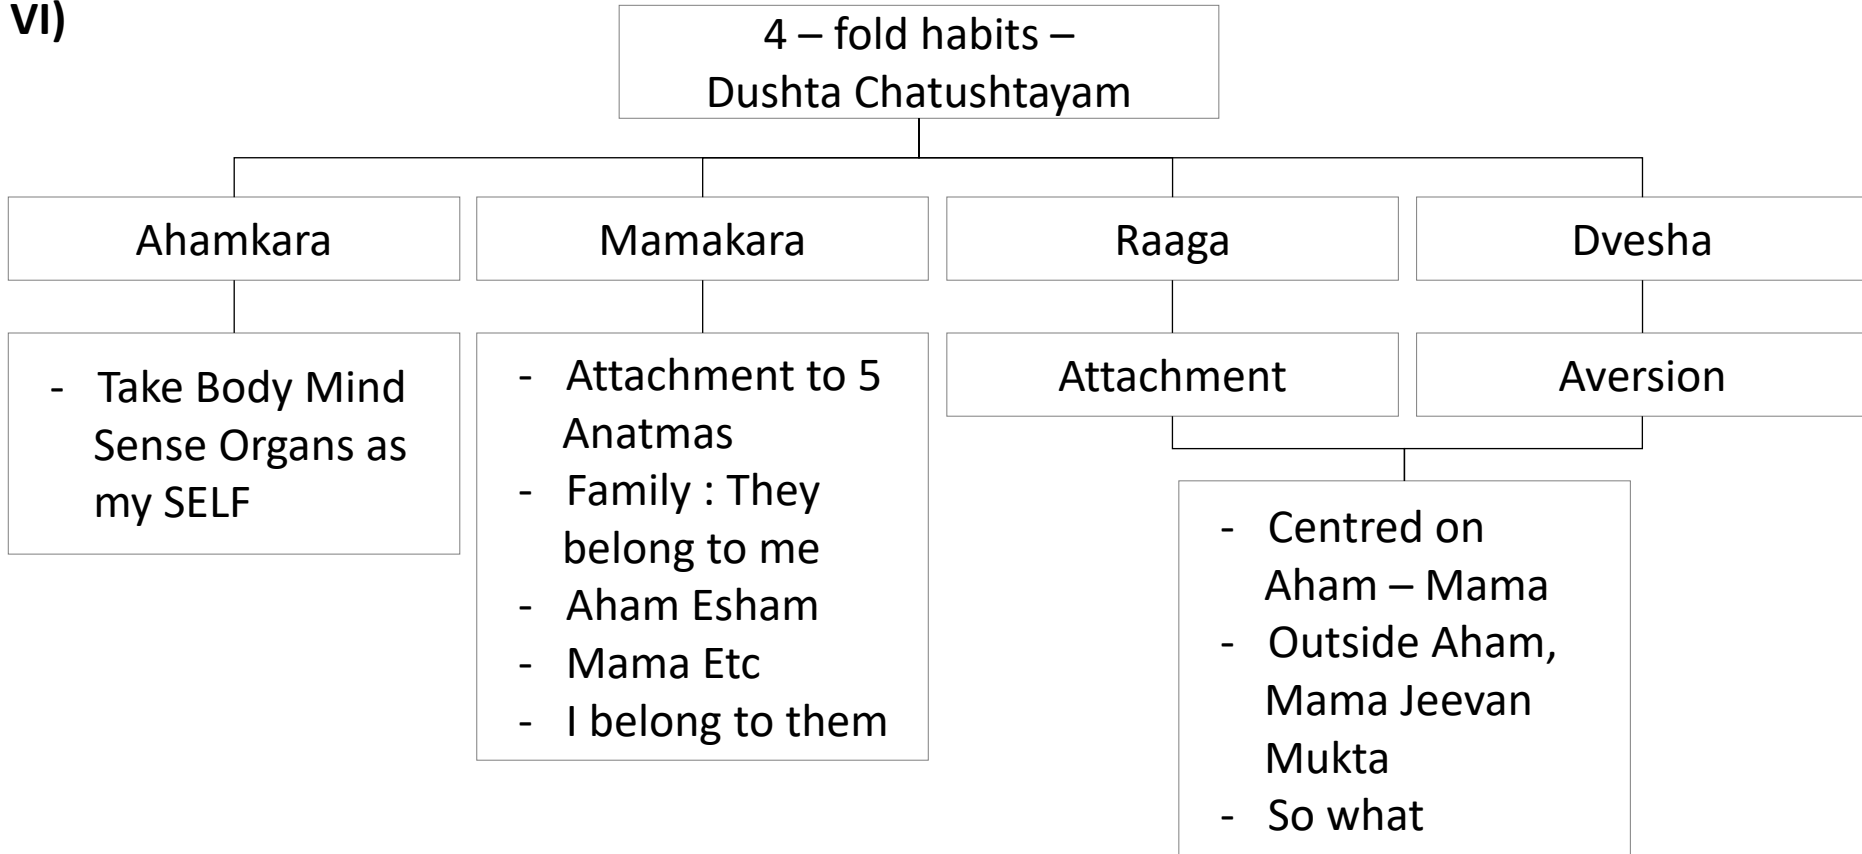 VI)
4 – fold habits –
Dushta Chatushtayam
Ahamkara
Mamakara
Raaga
Dvesha
- Take Body Mind
Sense Organs as
my SELF
- Attachment to 5
Anatmas
- Family : They
belong to me
- Aham Esham
- Mama Etc
- I belong to them
Attachment
Aversion
- Centred on
Aham – Mama
- Outside Aham,
Mama Jeevan
Mukta
- So what